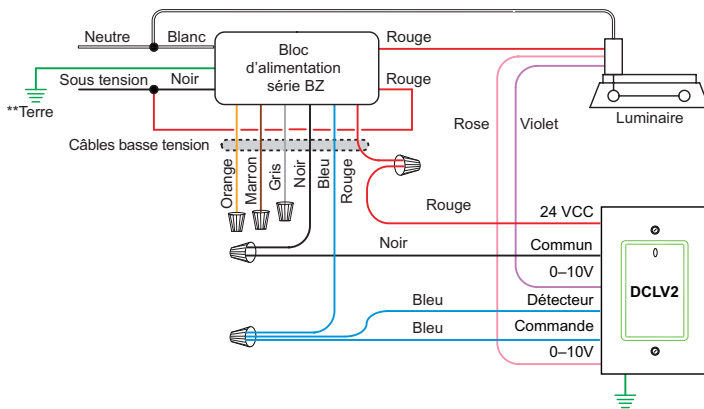 Neutre
Blanc
Bloc
d'alimentation
série BZ
Rouge
Sous tension
Noir
Rouge
**Terre
Luminaire
Rose
Violet
Câbles basse tension
Orange
Marron
Gris
Noir
Bleu
Rouge
Rouge
24 VCC
Noir
Commun
0–10V
DCLV2
Bleu
Détecteur
Bleu
Commande
0–10V